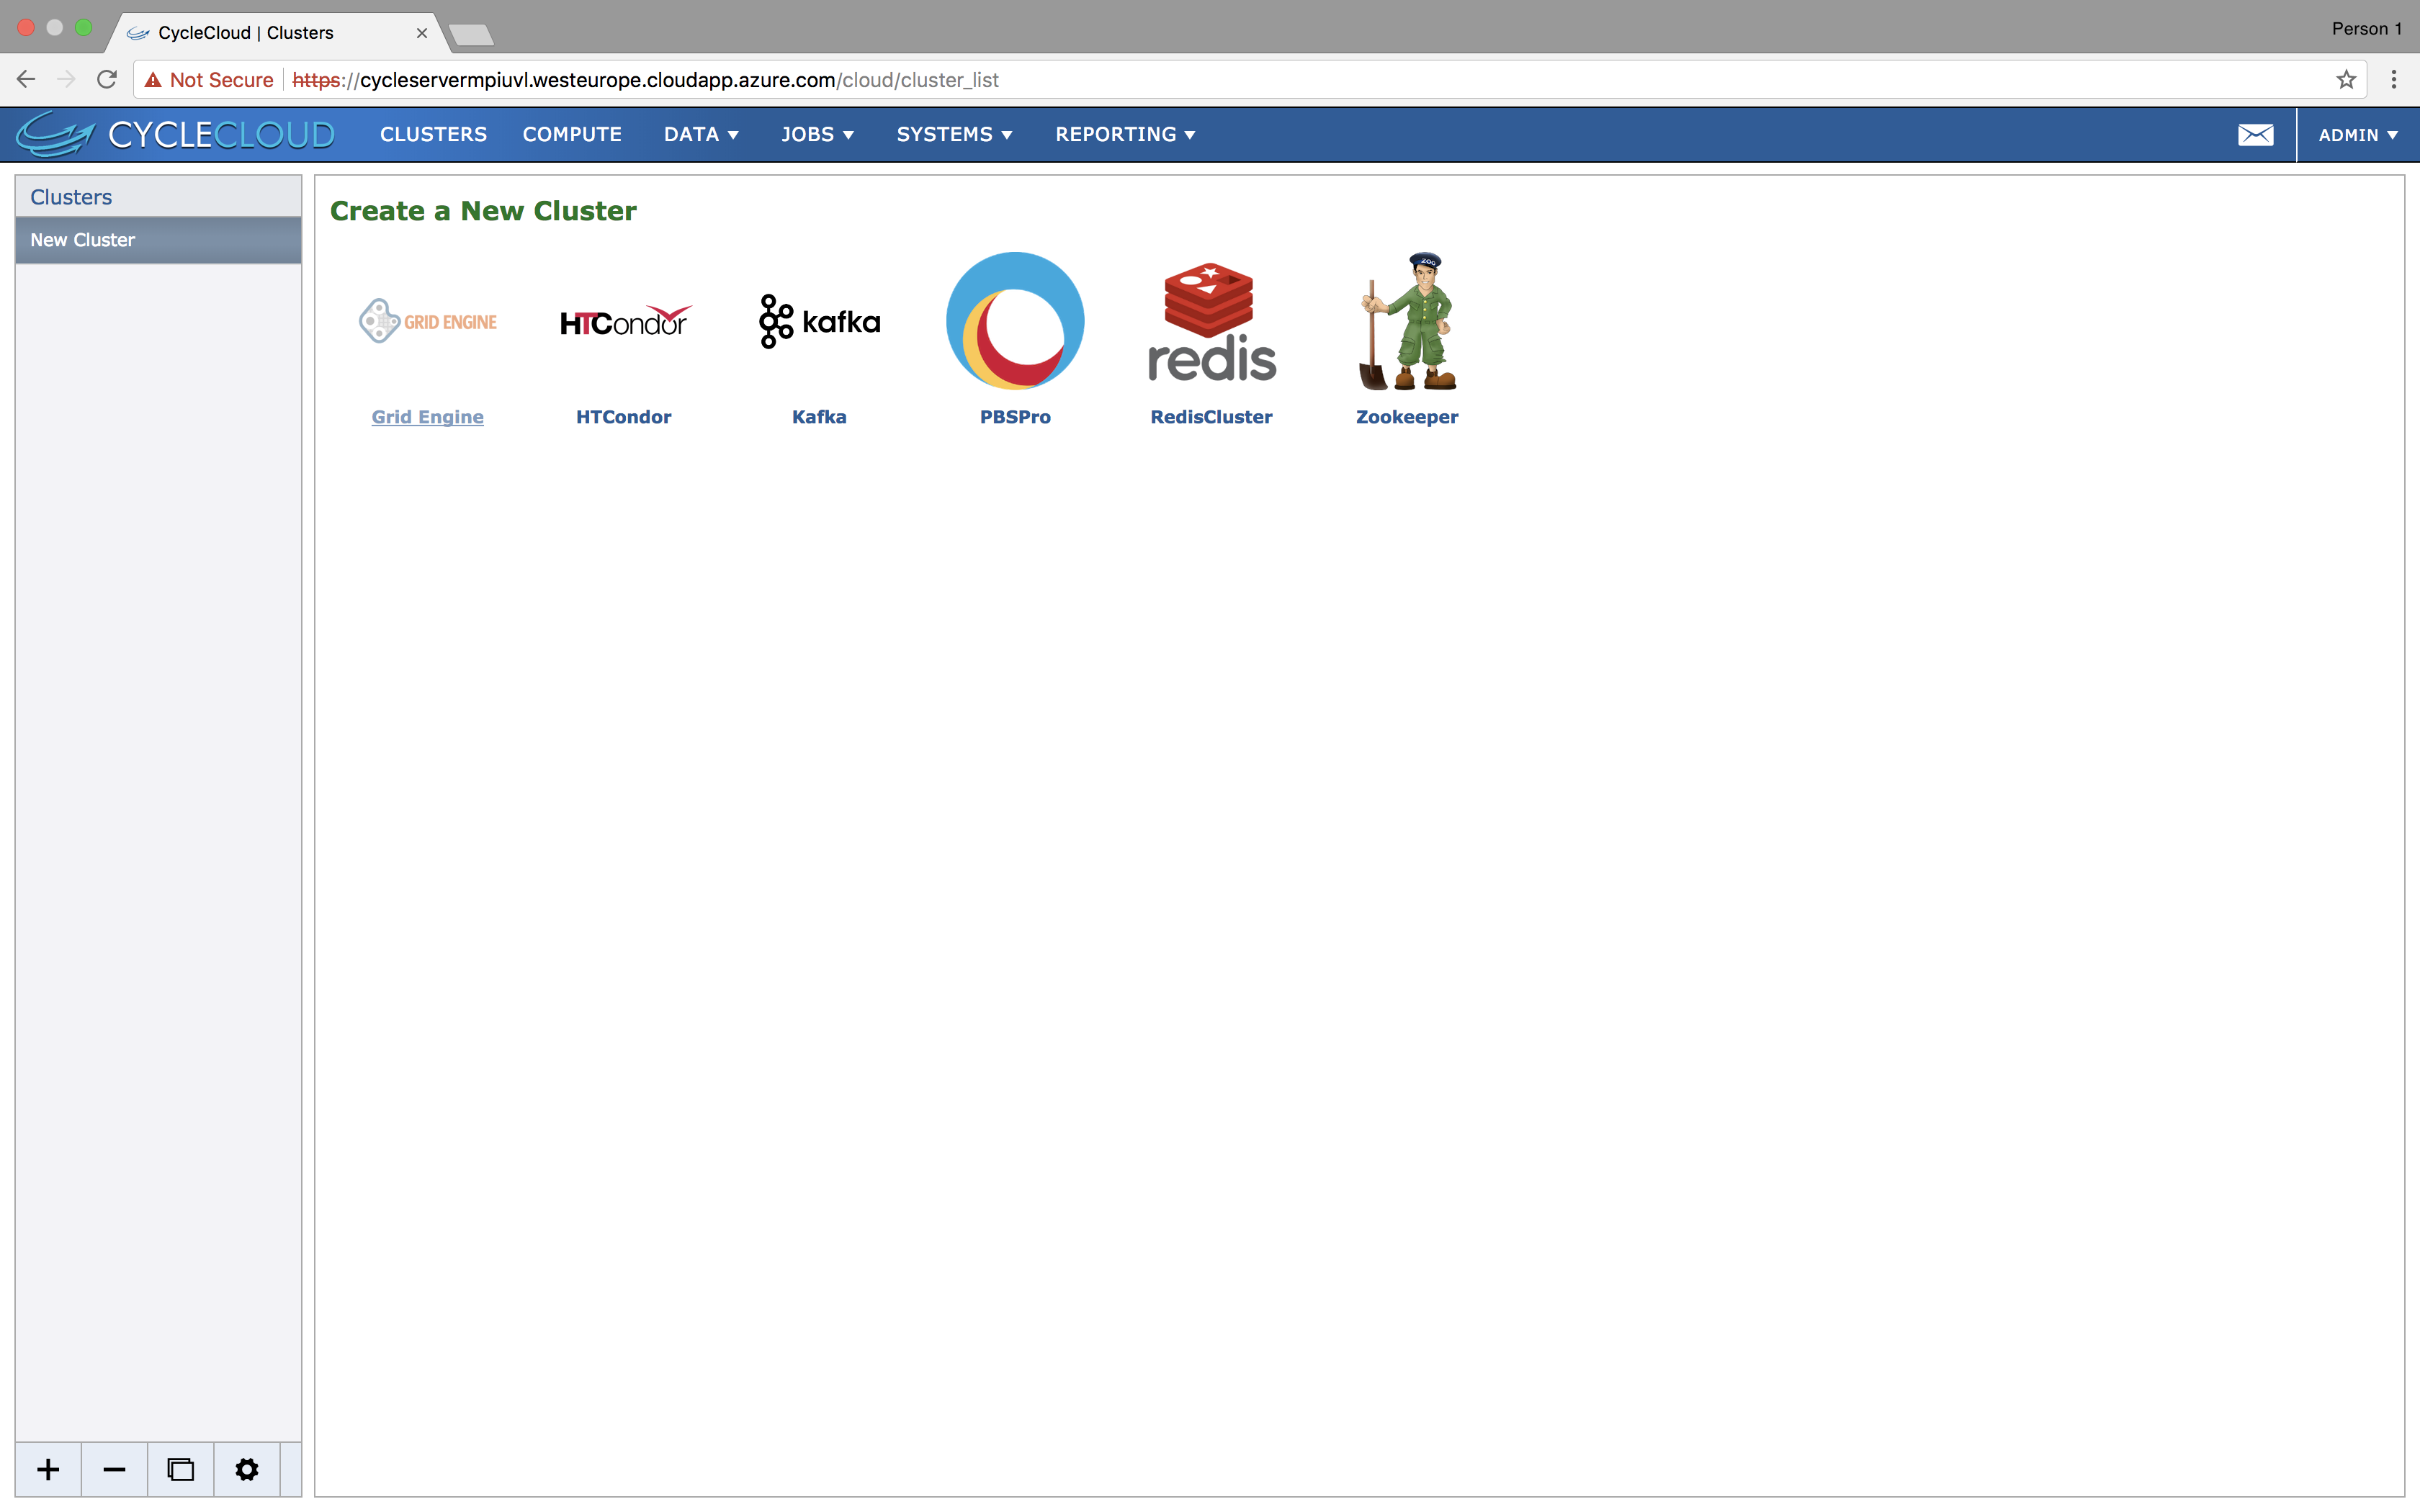 CycleCloud | Clusters
Person 1
Not Secure https://cycleservermpiuvl.westeurope.cloudapp.azure.com/cloud/cluster_list
CYCLECLOUD CLUSTERS COMPUTE DATA JOBS SYSTEMS REPORTING ADMIN
Clusters
New Cluster
Create a New Cluster
GRID ENGINE HTCondor kafka redis ZOO
Grid Engine HTCondor Kafka PBSPro RedisCluster Zookeeper